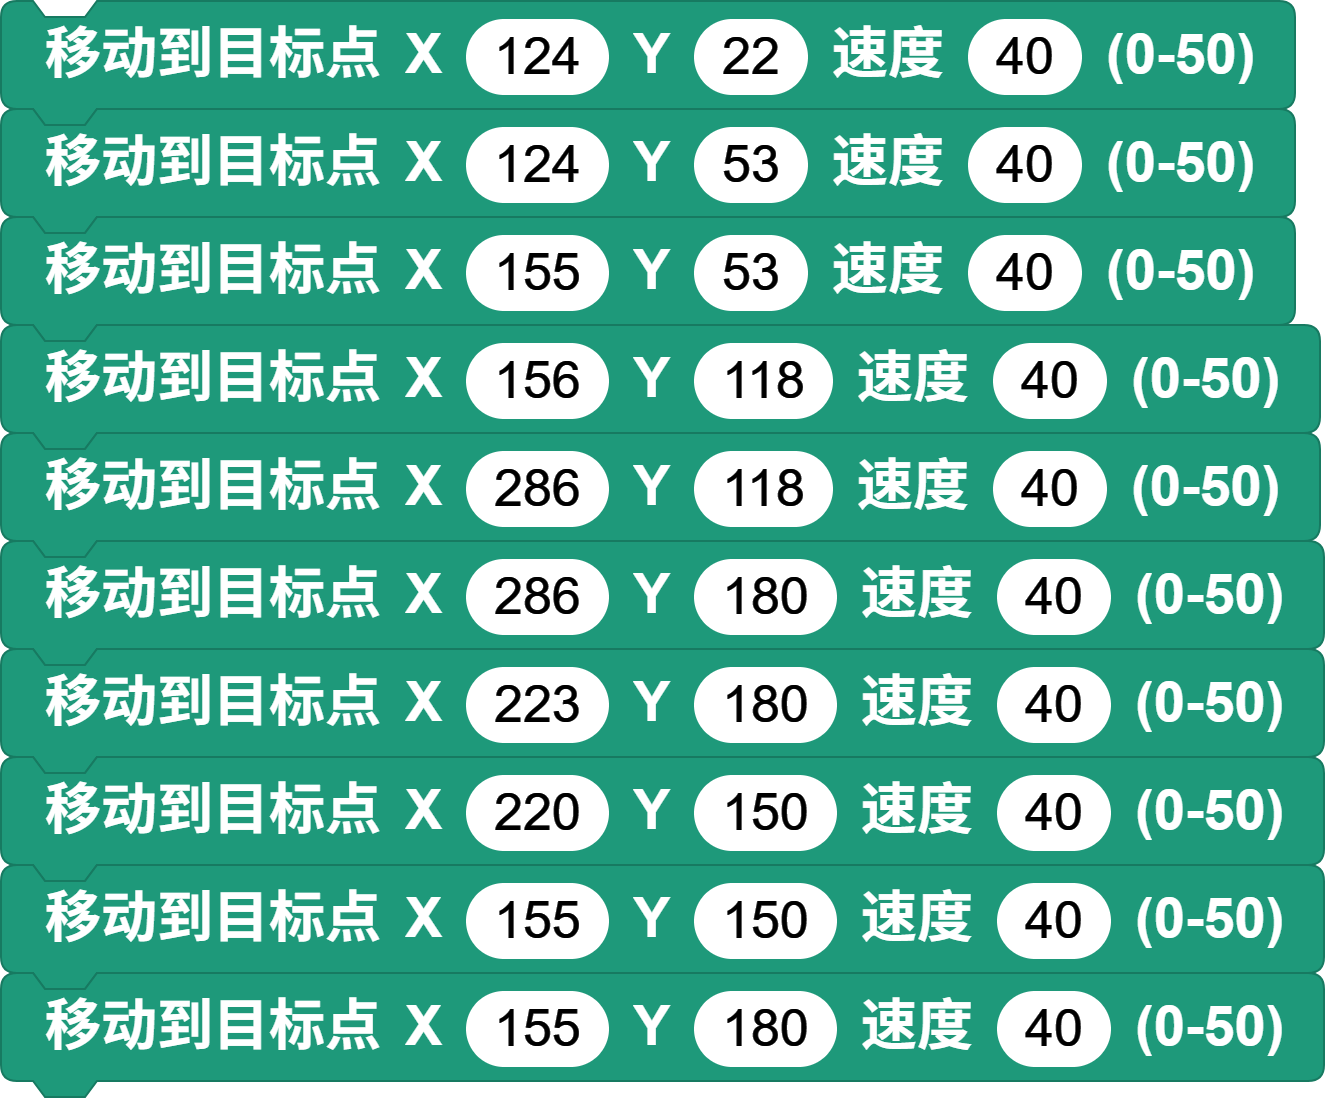 移动到目标点 X 124 Y 22 速度 40 (0-50)
移动到目标点 X 124 Y 53 速度 40 (0-50)
移动到目标点 X 155 Y 53 速度 40 (0-50)
移动到目标点 X 156 Y 118 速度 40 (0-50)
移动到目标点 X 286 Y 118 速度 40 (0-50)
移动到目标点 X 286 Y 180 速度 40 (0-50)
移动到目标点 X 223 Y 180 速度 40 (0-50)
移动到目标点 X 220 Y 150 速度 40 (0-50)
移动到目标点 X 155 Y 150 速度 40 (0-50)
移动到目标点 X 155 Y 180 速度 40 (0-50)